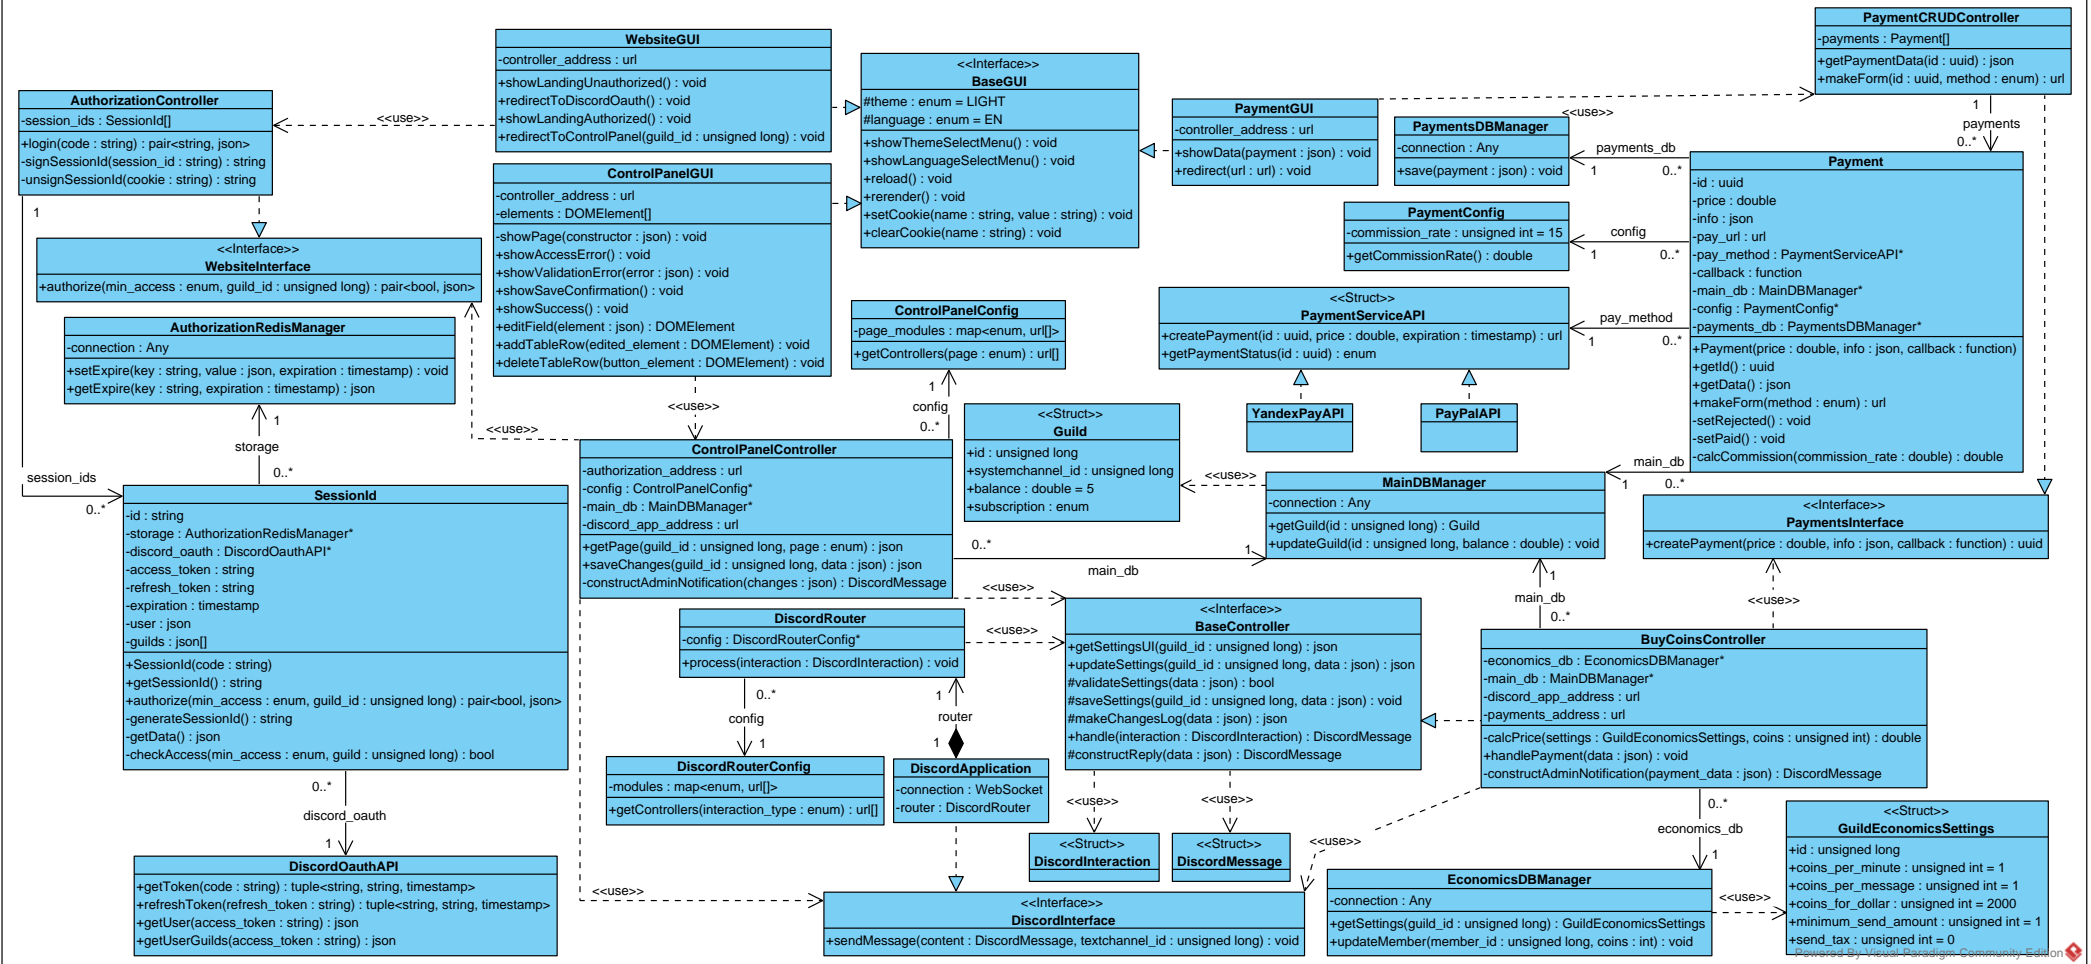 WebsiteGUI
-controller_address : url
+showLandingUnauthorized() : void
+redirectToDiscordOauth() : void
+showLandingAuthorized() : void
+redirectToControlPanel(guild_id : unsigned long) : void
<<Interface>>
BaseGUI
#theme : enum = LIGHT
#language : enum = EN
+showThemeSelectMenu() : void
+showLanguageSelectMenu() : void
+reload() : void
+rerender() : void
+setCookie(name : string, value : string) : void
+clearCookie(name : string) : void
PaymentCRUDController
-payments : Payment[]
+getPaymentData(id : uuid) : json
+makeForm(id : uuid, method : enum) : url
AuthorizationController
-session_ids : SessionId[]
+login(code : string) : pair<string, json>
-signSessionId(session_id : string) : string
-unsignSessionId(cookie : string) : string
<<use>>
PaymentGUI
-controller_address : url
+showData(payment : json) : void
+redirect(url : url) : void
<<use>>
1
payments
0..*
PaymentsDBManager
-connection : Any
+save(payment : json) : void
payments_db
1
0..*
Payment
-id : uuid
-price : double
-info : json
-pay_url : url
-pay_method : PaymentServiceAPI*
-callback : function
-main_db : MainDBManager*
-config : PaymentConfig*
-payments_db : PaymentsDBManager*
+Payment(price : double, info : json, callback : function)
+getId() : uuid
+getData() : json
+makeForm(method : enum) : url
-setRejected() : void
-setPaid() : void
-calcCommission(commission_rate : double) : double
ControlPanelGUI
-controller_address : url
-elements : DOMElement[]
-showPage(constructor : json) : void
+showAccessError() : void
+showValidationError(error : json) : void
+showSaveConfirmation() : void
+showSuccess() : void
+editField(element : json) : DOMElement
+addTableRow(edited_element : DOMElement) : void
+deleteTableRow(button_element : DOMElement) : void
1
<<Interface>>
WebsiteInterface
+authorize(min_access : enum, guild_id : unsigned long) : pair<bool, json>
PaymentConfig
-commission_rate : unsigned int = 15
+getCommissionRate() : double
config
1
0..*
<<Struct>>
PaymentServiceAPI
+createPayment(id : uuid, price : double, expiration : timestamp) : url
+getPaymentStatus(id : uuid) : enum
pay_method
1
0..*
AuthorizationRedisManager
-connection : Any
+setExpire(key : string, value : json, expiration : timestamp) : void
+getExpire(key : string, expiration : timestamp) : json
ControlPanelConfig
-page_modules : map<enum, url[]>
+getControllers(page : enum) : url[]
1
config
0..*
YandexPayAPI
PayPalAPI
<<use>>
<<use>>
1
storage
0..*
session_ids
0..*
<<Struct>>
Guild
+id : unsigned long
+systemchannel_id : unsigned long
+balance : double = 5
+subscription : enum
<<use>>
main_db
1
0..*
ControlPanelController
-authorization_address : url
-config : ControlPanelConfig*
-main_db : MainDBManager*
-discord_app_address : url
+getPage(guild_id : unsigned long, page : enum) : json
+saveChanges(guild_id : unsigned long, data : json) : json
-constructAdminNotification(changes : json) : DiscordMessage
MainDBManager
-connection : Any
+getGuild(id : unsigned long) : Guild
+updateGuild(id : unsigned long, balance : double) : void
<<Interface>>
PaymentsInterface
+createPayment(price : double, info : json, callback : function) : uuid
SessionId
-id : string
-storage : AuthorizationRedisManager*
-discord_oauth : DiscordOauthAPI*
-access_token : string
-refresh_token : string
-expiration : timestamp
-user : json
-guilds : json[]
+SessionId(code : string)
+getSessionId() : string
+authorize(min_access : enum, guild_id : unsigned long) : pair<bool, json>
-generateSessionId() : string
-getData() : json
-checkAccess(min_access : enum, guild : unsigned long) : bool
0..*
1
main_db
<<use>>
1
main_db
0..*
<<use>>
DiscordRouter
-config : DiscordRouterConfig*
+process(interaction : DiscordInteraction) : void
<<use>>
<<Interface>>
BaseController
+getSettingsUI(guild_id : unsigned long) : json
+updateSettings(guild_id : unsigned long, data : json) : json
#validateSettings(data : json) : bool
#saveSettings(guild_id : unsigned long, data : json) : void
#makeChangesLog(data : json) : json
+handle(interaction : DiscordInteraction) : DiscordMessage
#constructReply(data : json) : DiscordMessage
BuyCoinsController
-economics_db : EconomicsDBManager*
-main_db : MainDBManager*
-discord_app_address : url
-payments_address : url
-calcPrice(settings : GuildEconomicsSettings, coins : unsigned int) : double
+handlePayment(data : json) : void
-constructAdminNotification(payment_data : json) : DiscordMessage
0..*
config
1
1
router
1
DiscordRouterConfig
-modules : map<enum, url[]>
+getControllers(interaction_type : enum) : url[]
DiscordApplication
-connection : WebSocket
-router : DiscordRouter
0..*
discord_oauth
1
<<use>>
<<use>>
<<Struct>>
DiscordInteraction
<<Struct>>
DiscordMessage
<<use>>
0..*
economics_db
1
<<Struct>>
GuildEconomicsSettings
+id : unsigned long
+coins_per_minute : unsigned int = 1
+coins_per_message : unsigned int = 1
+coins_for_dollar : unsigned int = 2000
+minimum_send_amount : unsigned int = 1
+send_tax : unsigned int = 0
DiscordOauthAPI
+getToken(code : string) : tuple<string, string, timestamp>
+refreshToken(refresh_token : string) : tuple<string, string, timestamp>
+getUser(access_token : string) : json
+getUserGuilds(access_token : string) : json
<<use>>
<<Interface>>
DiscordInterface
+sendMessage(content : DiscordMessage, textchannel_id : unsigned long) : void
EconomicsDBManager
-connection : Any
+getSettings(guild_id : unsigned long) : GuildEconomicsSettings
+updateMember(member_id : unsigned long, coins : int) : void
<<use>>
Powered By Visual Paradigm Community Edition